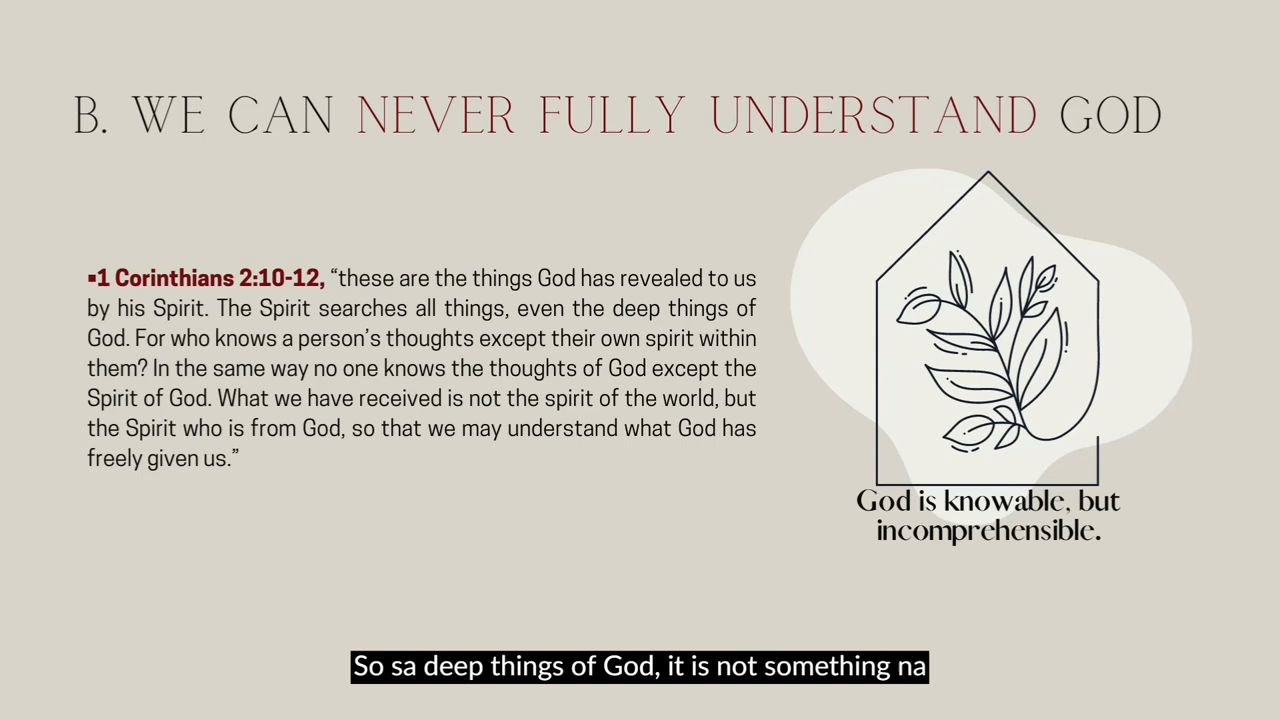 B. WE CAN NEVER FULLY UNDERSTAND GOD
▪1 Corinthians 2:10-12, “these are the things God has revealed to us
by his Spirit. The Spirit searches all things, even the deep things of
God. For who knows a person’s thoughts except their own spirit within
them? In the same way no one knows the thoughts of God except the
Spirit of God. What we have received is not the spirit of the world, but
the Spirit who is from God, so that we may understand what God has
freely given us.”
God is knowable, but
incomprehensible.
So sa deep things of God, it is not something na